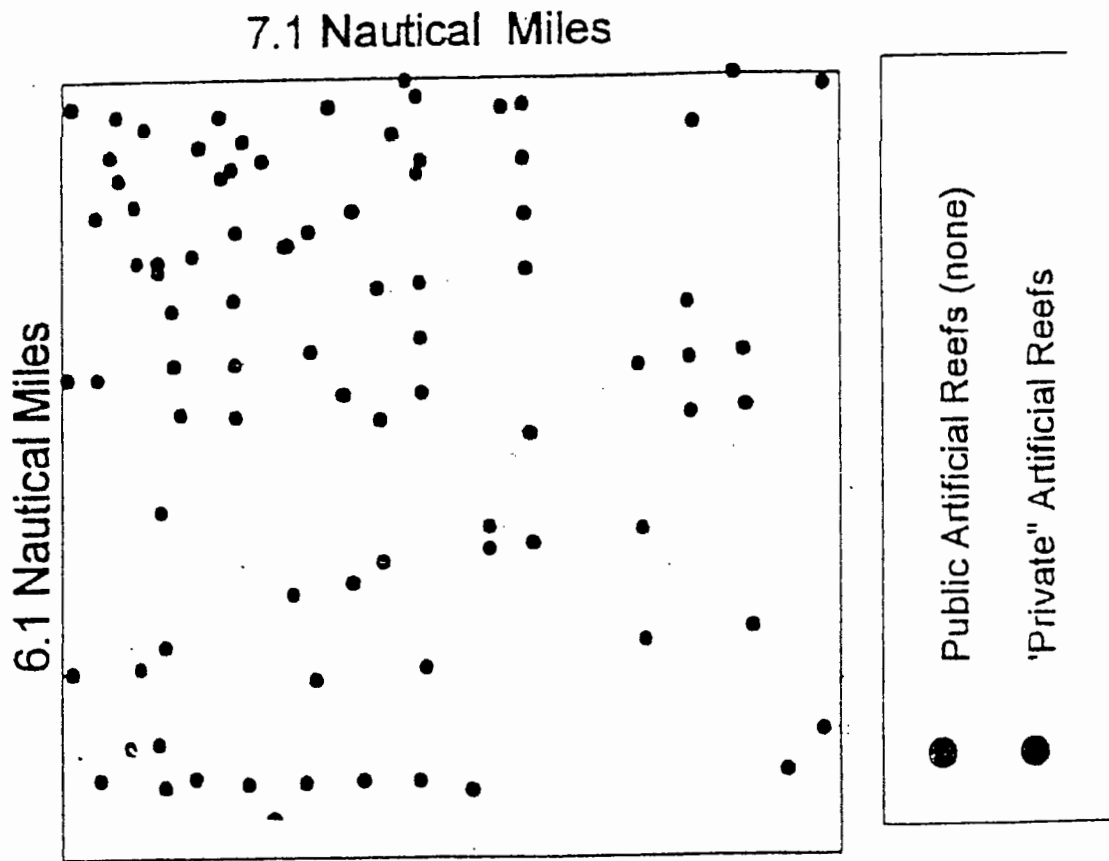 7.1 Nautical Miles
6.1 Nautical Miles
Public Artificial Reefs (none)
'Private" Artificial Reefs